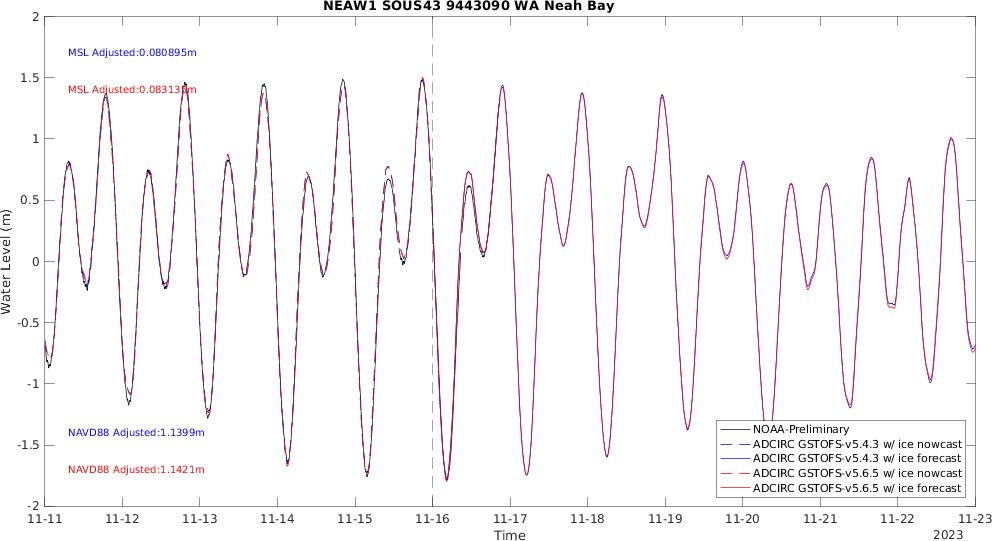 NEAW1 SOUS43 9443090 WA Neah Bay
MSL Adjusted:0.080895m
MSL Adjusted:0.083139m
NAVD88 Adjusted:1.1399m
NAVD88 Adjusted:1.1421m
Water Level (m)
2
1.5
1
0.5
0
-0.5
-1
-1.5
-2
NOAA-Preliminary
ADCIRC GSTOFS-v5.4.3 w/ ice nowcast
ADCIRC GSTOFS-v5.4.3 w/ ice forecast
ADCIRC GSTOFS-v5.6.5 w/ ice nowcast
ADCIRC GSTOFS-v5.6.5 w/ ice forecast
11-11 11-12 11-13 11-14 11-15 11-16 11-17 11-18 11-19 11-20 11-21 11-22 11-23
Time
2023